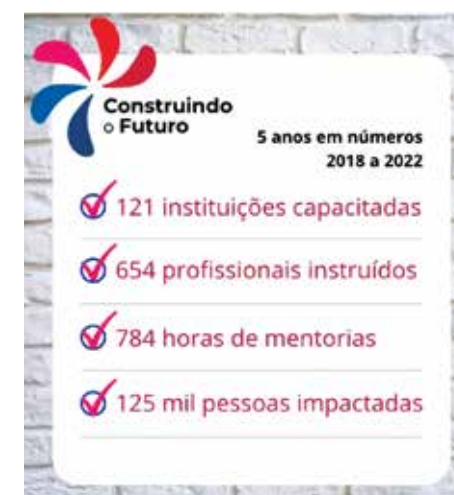 Construindo
o Futuro
5 anos em números
2018 a 2022
121 instituições capacitadas
654 profissionais instruídos
784 horas de mentorias
125 mil pessoas impactadas